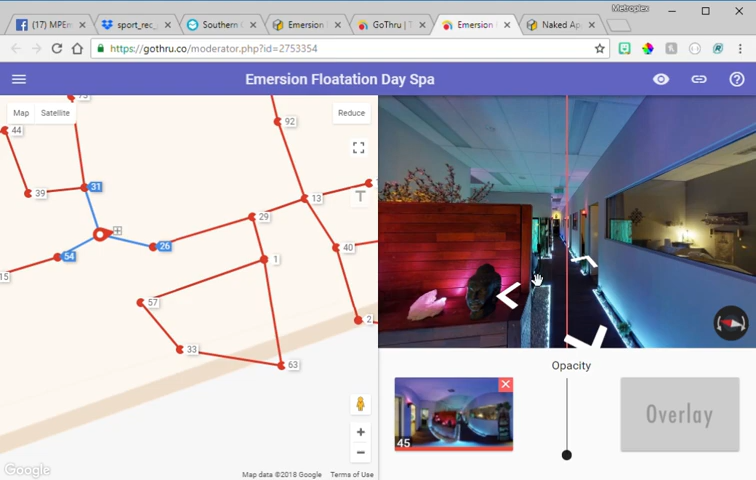 Metroplex
(17) MPEm
sport_rec_
Southern
Emersion
GoThru | T
Emersion
Naked Ap
https://gothru.co/moderator.php?id=2753354
Emersion Floatation Day Spa
Map
Satellite
Reduce
73
44
92
39
31
13
29
54
26
40
15
1
57
2
33
63
Google
Map data ©2018 Google
Terms of Use
Opacity
45
Overlay